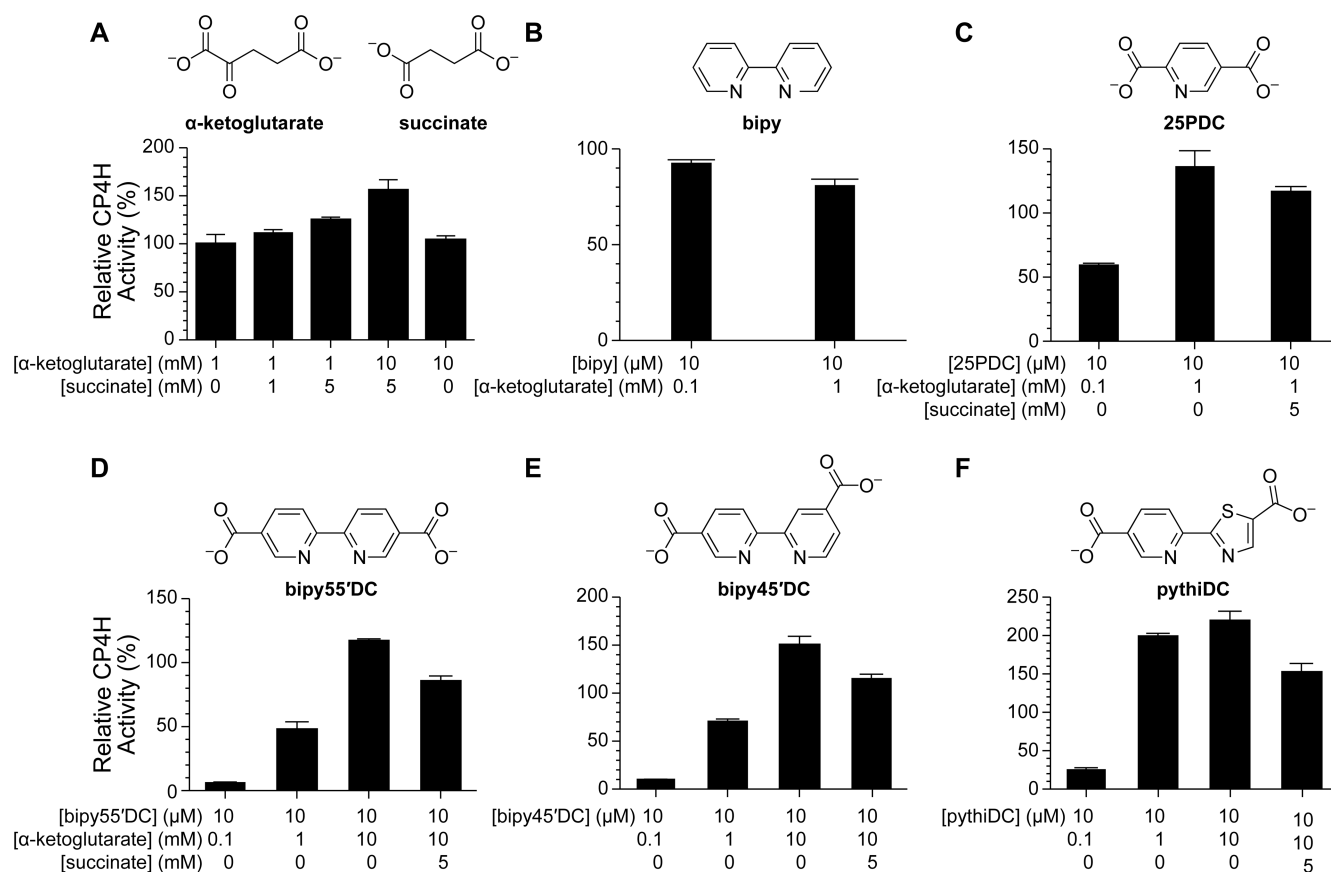 A
O
O
⁻O
O⁻
O
α-ketoglutarate
O
⁻O
O⁻
O
succinate
Relative CP4H
Activity (%)
200
150
100
50
0
[α-ketoglutarate] (mM) 1 1 1 10 10
[succinate] (mM) 0 1 5 5 0
B
N N
bipy
100
50
0
[bipy] (µM) 10 10
[α-ketoglutarate] (mM) 0.1 1
C
O
O
⁻O
N
O⁻
25PDC
150
100
50
0
[25PDC] (µM) 10 10 10
[α-ketoglutarate] (mM) 0.1 1 1
[succinate] (mM) 0 0 5
D
O
O
⁻O
N N
O⁻
bipy55′DC
Relative CP4H
Activity (%)
150
100
50
0
[bipy55′DC] (µM) 10 10 10 10
[α-ketoglutarate] (mM) 0.1 1 10 10
[succinate] (mM) 0 0 0 5
E
O
O⁻
O
⁻O
N N
bipy45′DC
200
150
100
50
0
[bipy45′DC] (µM) 10 10 10 10
0.1 1 10 10
0 0 0 5
F
O
S
O⁻
O
⁻O
N N
pythiDC
250
200
150
100
50
0
[pythiDC] (µM) 10 10 10 10
0.1 1 10 10
0 0 0 5